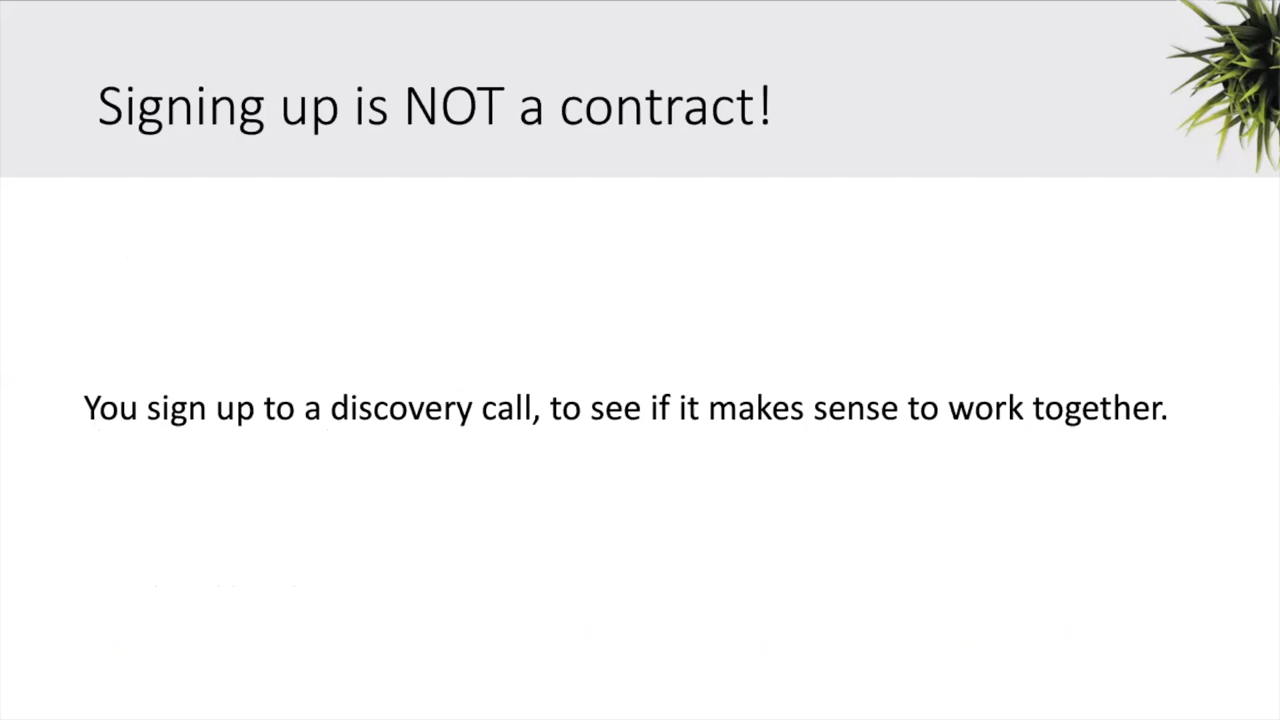 Signing up is NOT a contract!
You sign up to a discovery call, to see if it makes sense to work together.